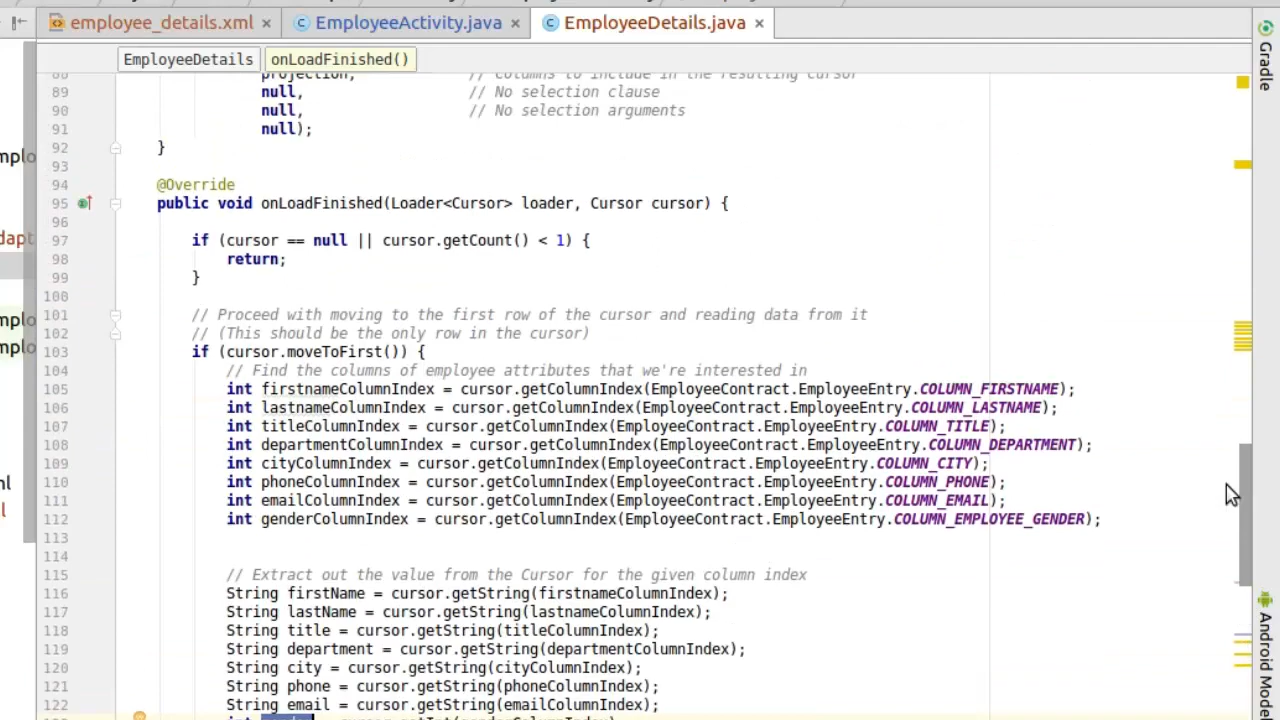 employee_details.xml EmployeeActivity.java EmployeeDetails.java
EmployeeDetails onLoadFinished()
projection, // Columns to include in the resulting cursor
89 null, // No selection clause
90 null, // No selection arguments
91 null);
92 }
93
94 @Override
95 public void onLoadFinished(Loader<Cursor> loader, Cursor cursor) {
96
97 if (cursor == null || cursor.getCount() < 1) {
98 return;
99 }
100
101 // Proceed with moving to the first row of the cursor and reading data from it
102 // (This should be the only row in the cursor)
103 if (cursor.moveToFirst()) {
104 // Find the columns of employee attributes that we're interested in
105 int firstnameColumnIndex = cursor.getColumnIndex(EmployeeContract.EmployeeEntry.COLUMN_FIRSTNAME);
106 int lastnameColumnIndex = cursor.getColumnIndex(EmployeeContract.EmployeeEntry.COLUMN_LASTNAME);
107 int titleColumnIndex = cursor.getColumnIndex(EmployeeContract.EmployeeEntry.COLUMN_TITLE);
108 int departmentColumnIndex = cursor.getColumnIndex(EmployeeContract.EmployeeEntry.COLUMN_DEPARTMENT);
109 int cityColumnIndex = cursor.getColumnIndex(EmployeeContract.EmployeeEntry.COLUMN_CITY);
110 int phoneColumnIndex = cursor.getColumnIndex(EmployeeContract.EmployeeEntry.COLUMN_PHONE);
111 int emailColumnIndex = cursor.getColumnIndex(EmployeeContract.EmployeeEntry.COLUMN_EMAIL);
112 int genderColumnIndex = cursor.getColumnIndex(EmployeeContract.EmployeeEntry.COLUMN_EMPLOYEE_GENDER);
113
114
115 // Extract out the value from the Cursor for the given column index
116 String firstName = cursor.getString(firstnameColumnIndex);
117 String lastName = cursor.getString(lastnameColumnIndex);
118 String title = cursor.getString(titleColumnIndex);
119 String department = cursor.getString(departmentColumnIndex);
120 String city = cursor.getString(cityColumnIndex);
121 String phone = cursor.getString(phoneColumnIndex);
122 String email = cursor.getString(emailColumnIndex);
Gradle
Android Model